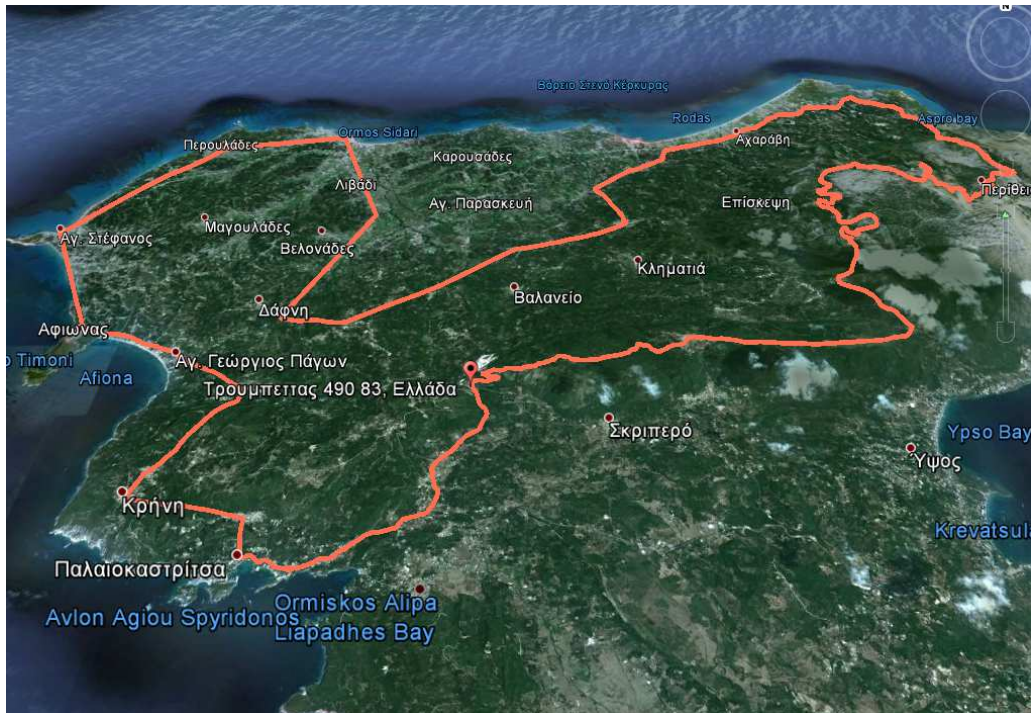 N
Βόρειο Στενό Κέρκυρας
Rodas
Aspro bay
Ormos Sidari
Περουλάδες
Αχαράβη
Καρουσάδες
Λιβάδι
Περίθει
Αγ. Παρασκευή
Επίσκεψη
Μαγουλάδες
Αγ. Στέφανος
Βελονάδες
Κληματιά
Βαλανείο
Δάφνη
Αφιωνας
Timoni
Αγ. Γεώργιος Πάγων
Afiona
Τρουμπεττας 490 83, Ελλάδα
Σκριπερό
Ypso Bay
Ύψος
Κρήνη
Krevatsula
Παλαιοκαστρίτσα
Ormiskos Alipa
Avlon Agiou Spyridonos
Liapadhes Bay